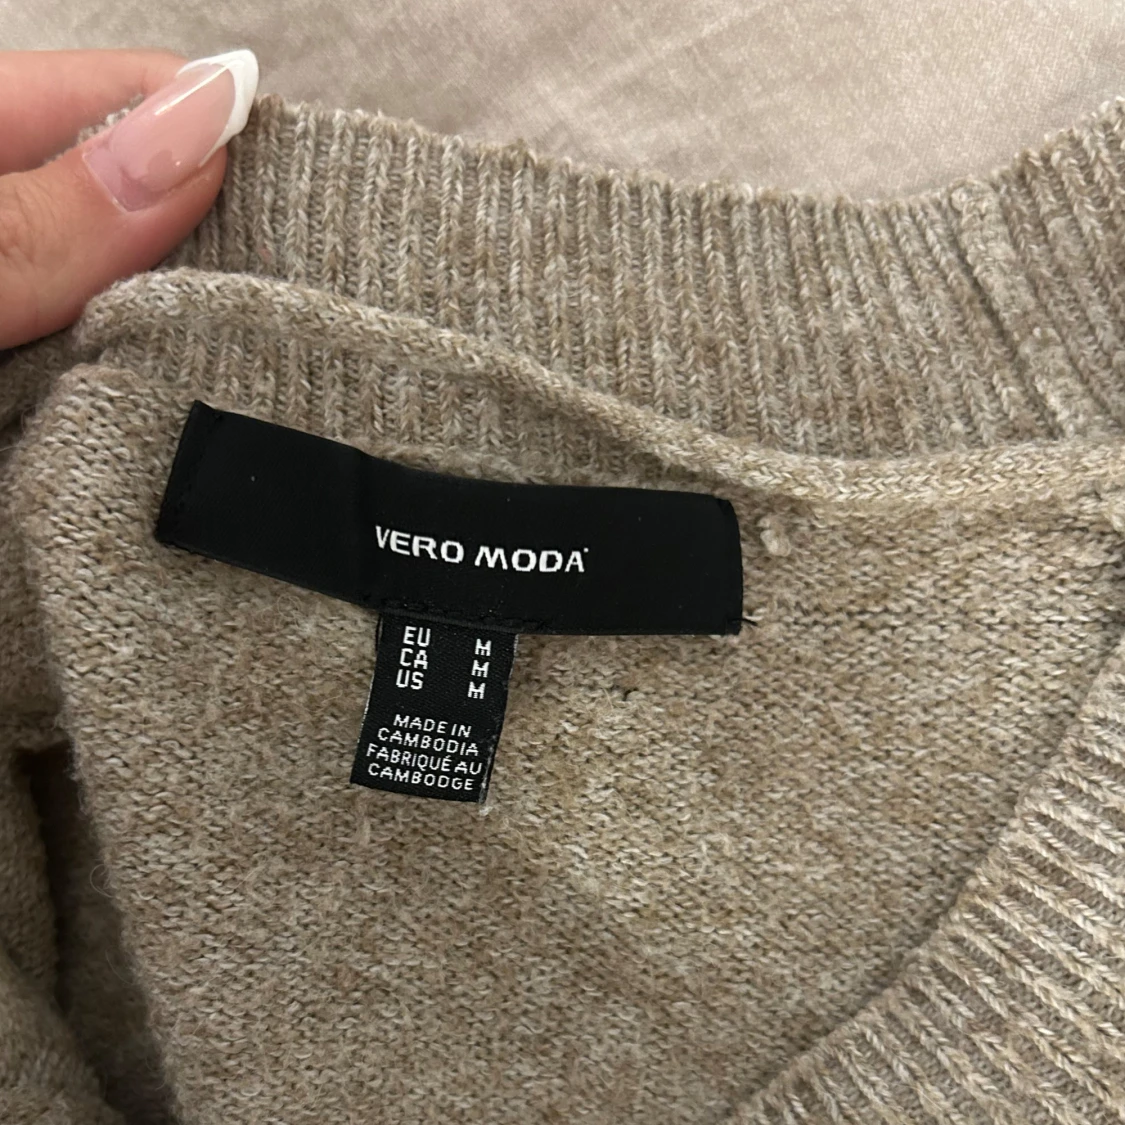 VERO MODA
EU M
CA M
US M
MADE IN
CAMBODIA
FABRIQUÉ AU
CAMBODGE